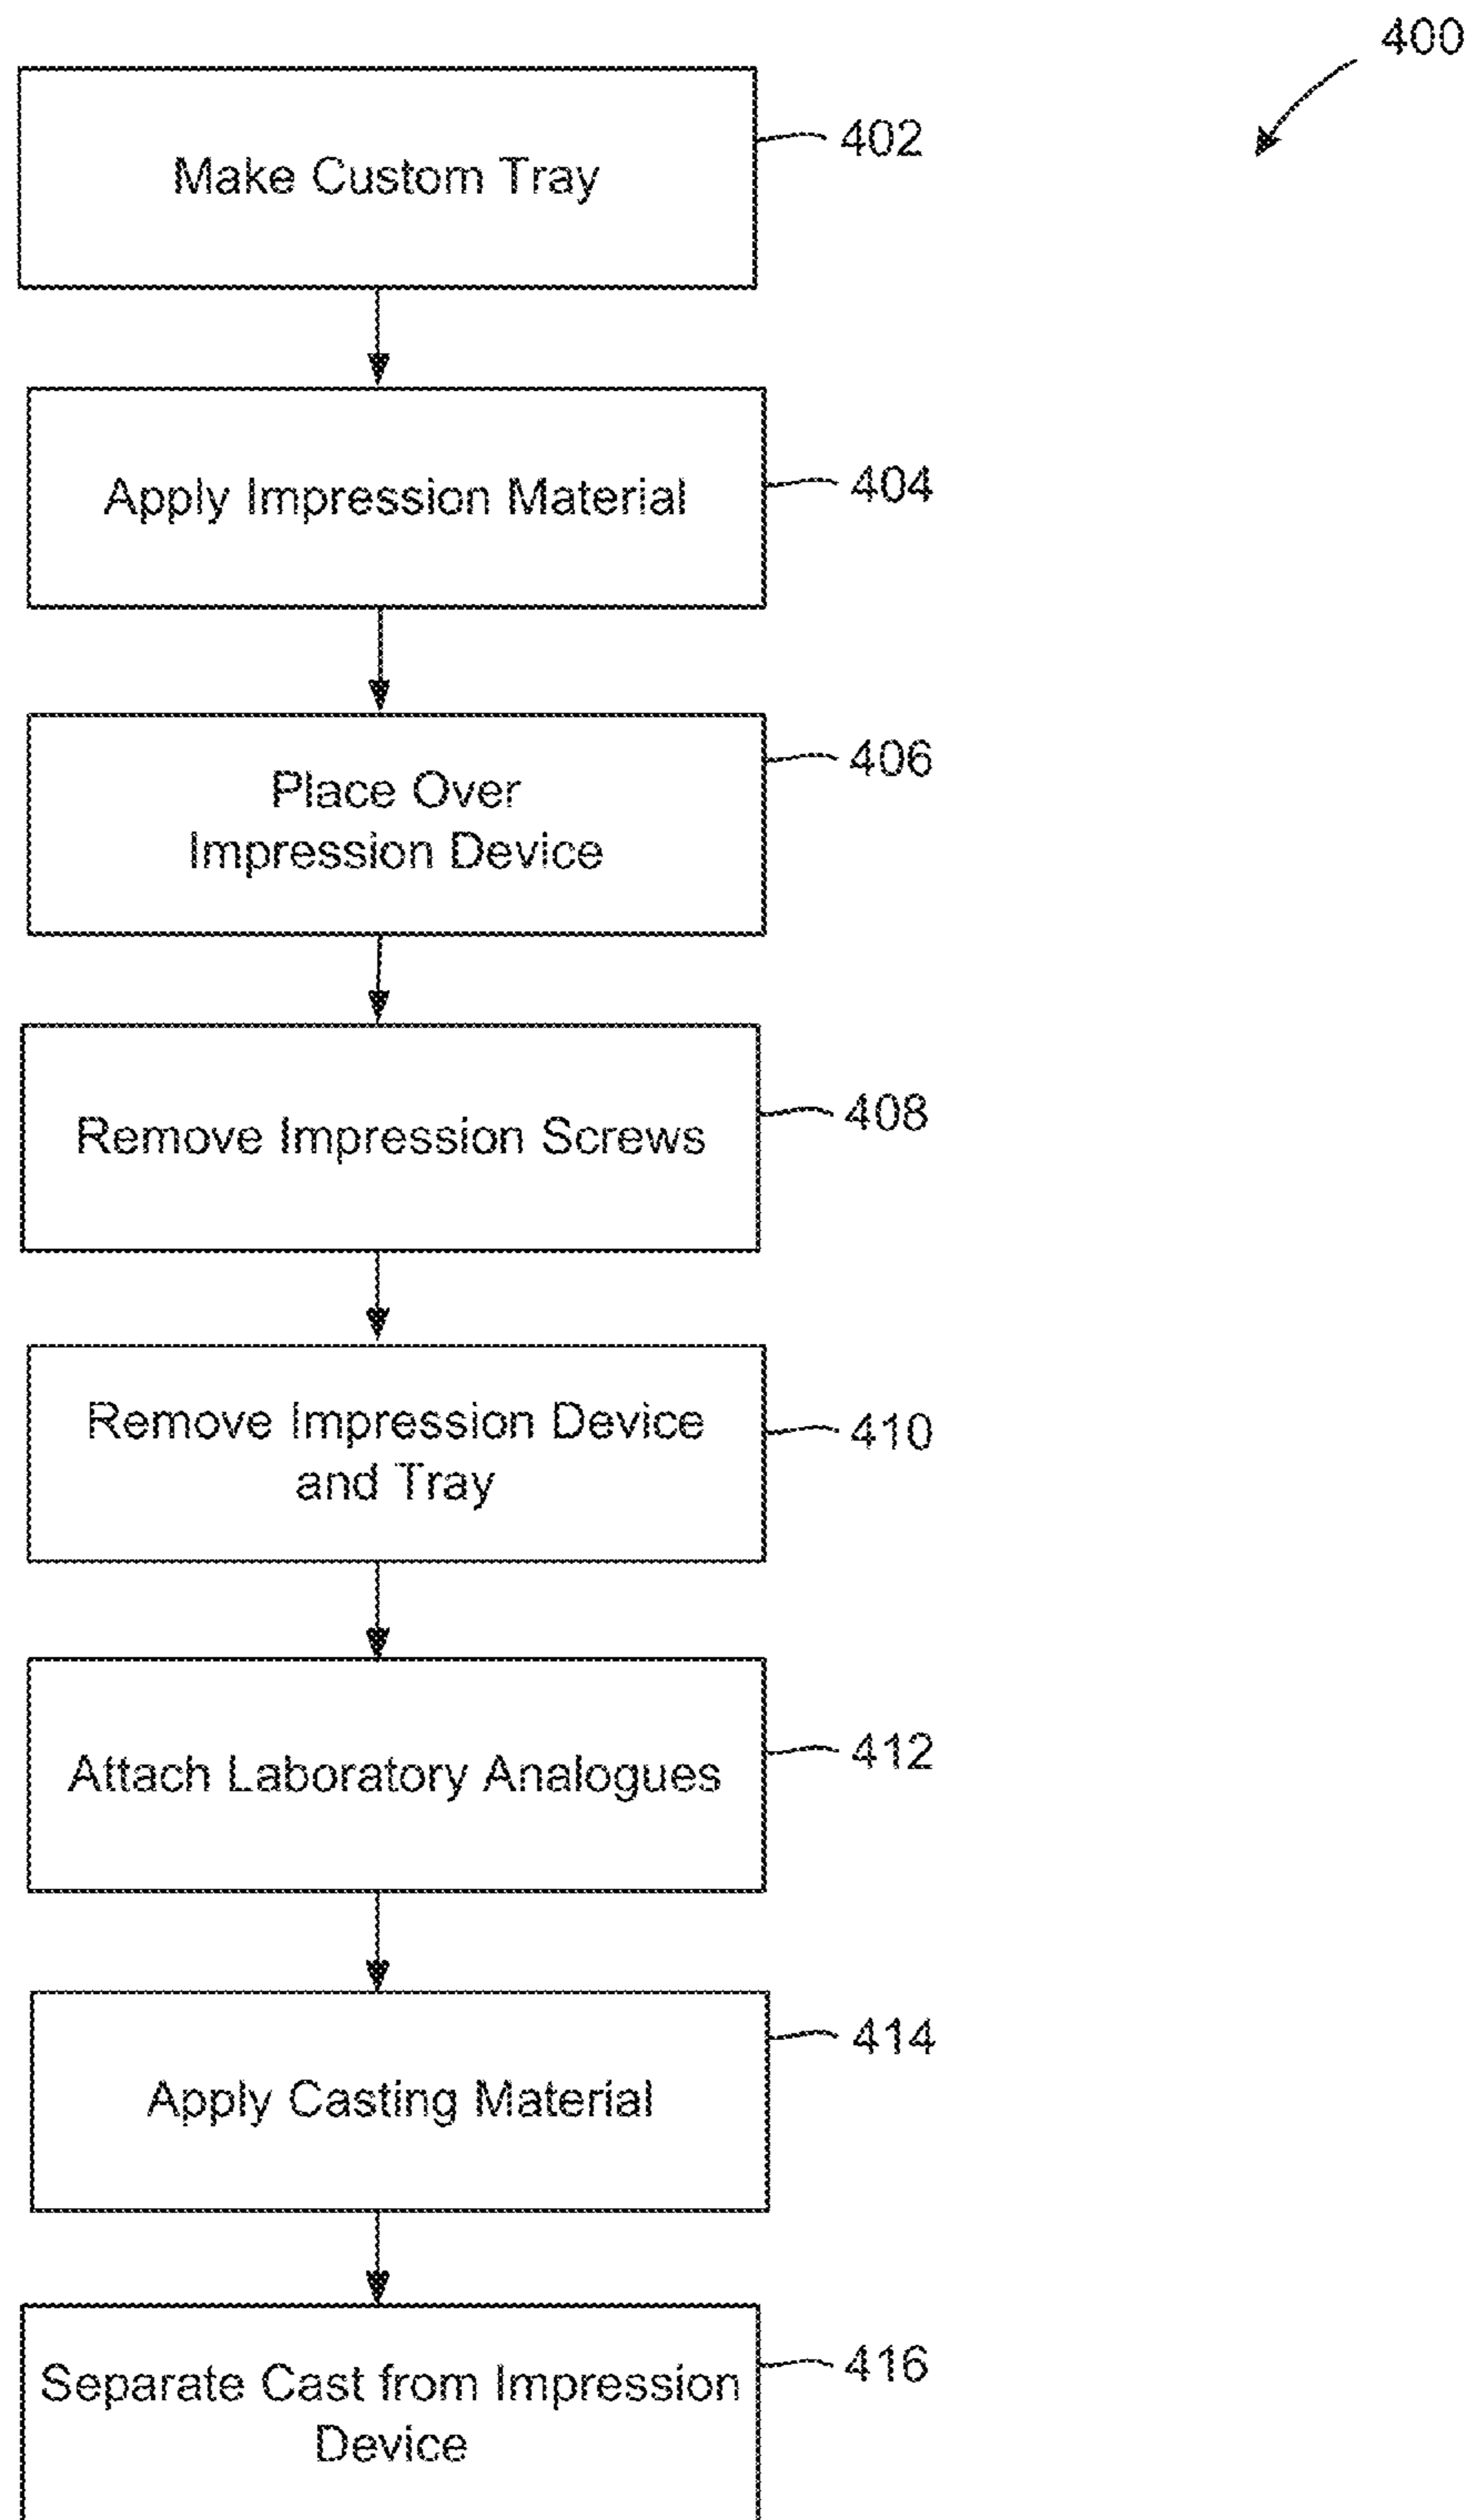 400
Make Custom Tray
402
Apply Impression Material
404
Place Over
Impression Device
406
Remove Impression Screws
408
Remove Impression Device
and Tray
410
Attach Laboratory Analogues
412
Apply Casting Material
414
Separate Cast from Impression
Device
416